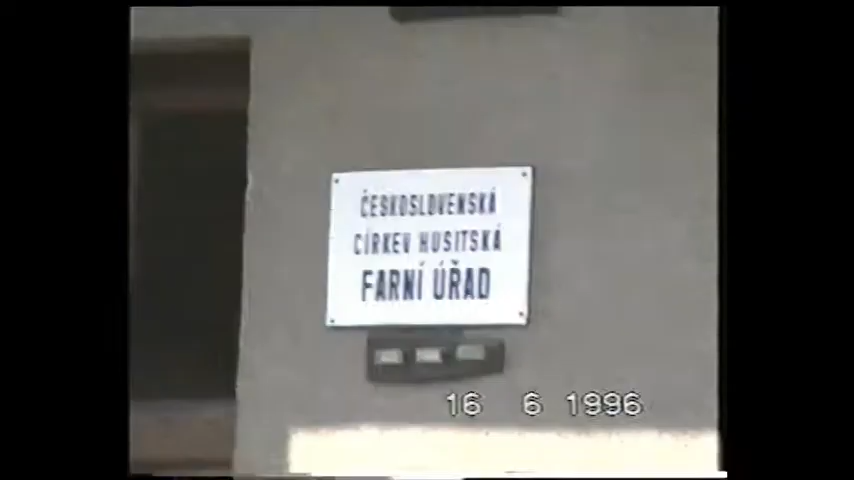 ČESKOSLOVENSKÁ
CÍRKEV HUSITSKÁ
FARNÍ ÚŘAD
16 6 1996